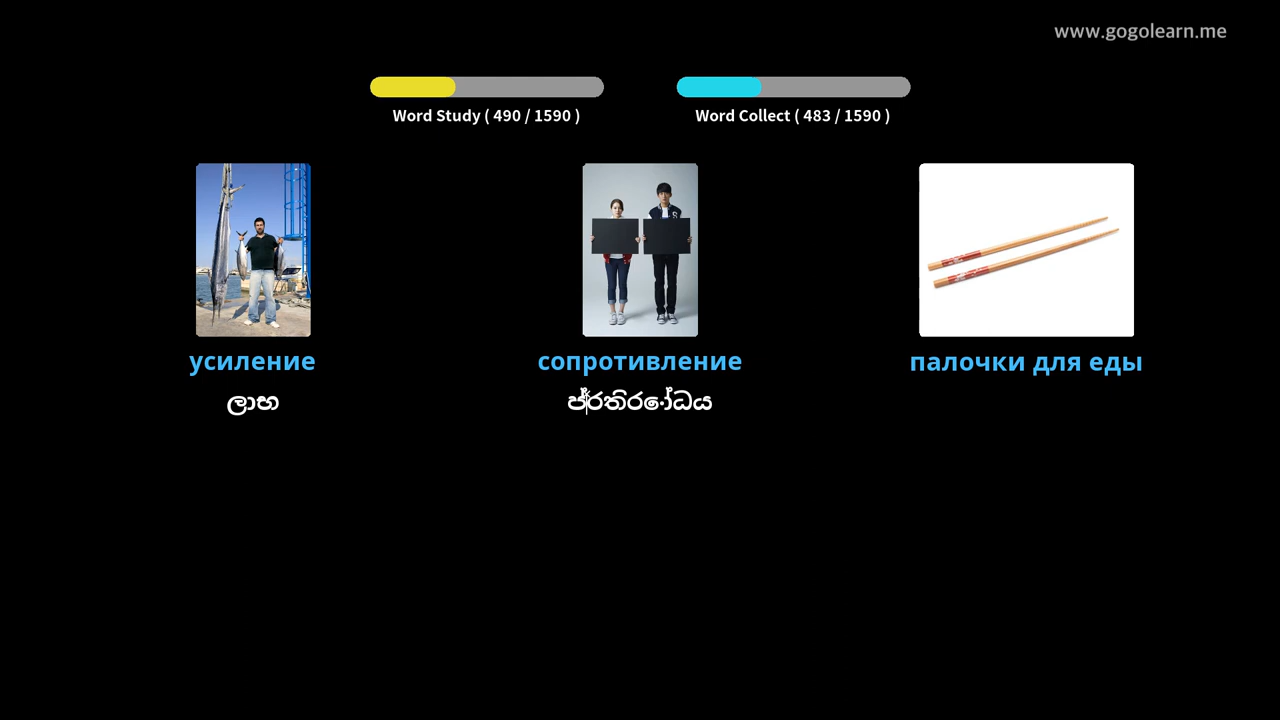 www.gogolearn.me
Word Study ( 490 / 1590 )
Word Collect ( 483 / 1590 )
усиление
сопротивление
палочки для еды
ලාභ
ප්‍රතිරෝධය